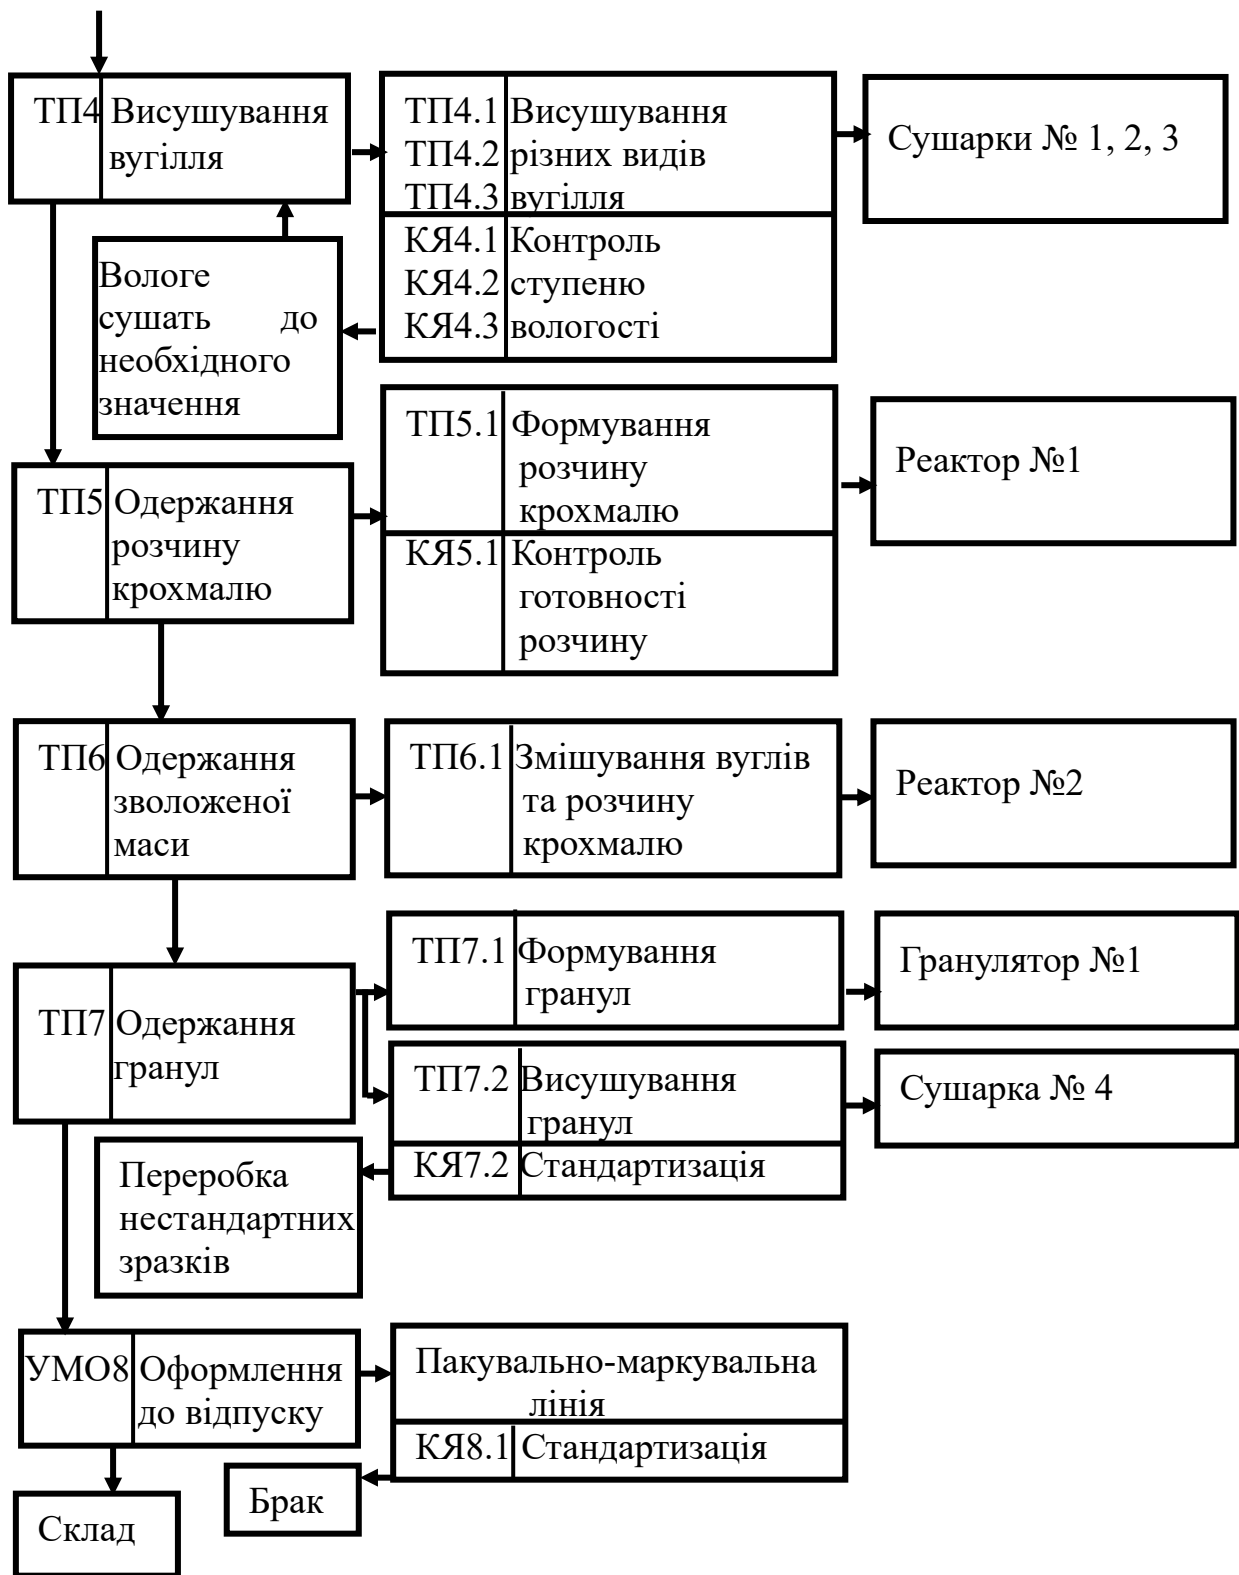 ТП4 Висушування
вугілля
ТП4.1 Висушування
ТП4.2 різних видів
ТП4.3 вугілля
КЯ4.1 Контроль
КЯ4.2 ступеню
КЯ4.3 вологості
Сушарки № 1, 2, 3
Вологе
сушать до
необхідного
значення
ТП5 Одержання
розчину
крохмалю
ТП5.1 Формування
розчину
крохмалю
КЯ5.1 Контроль
готовності
розчину
Реактор №1
ТП6 Одержання
зволоженої
маси
ТП6.1 Змішування вуглів
та розчину
крохмалю
Реактор №2
ТП7 Одержання
гранул
ТП7.1 Формування
гранул
Гранулятор №1
ТП7.2 Висушування
гранул
КЯ7.2 Стандартизація
Сушарка № 4
Переробка
нестандартних
зразків
УМО8 Оформлення
до відпуску
Пакувально-маркувальна
лінія
КЯ8.1 Стандартизація
Брак
Склад